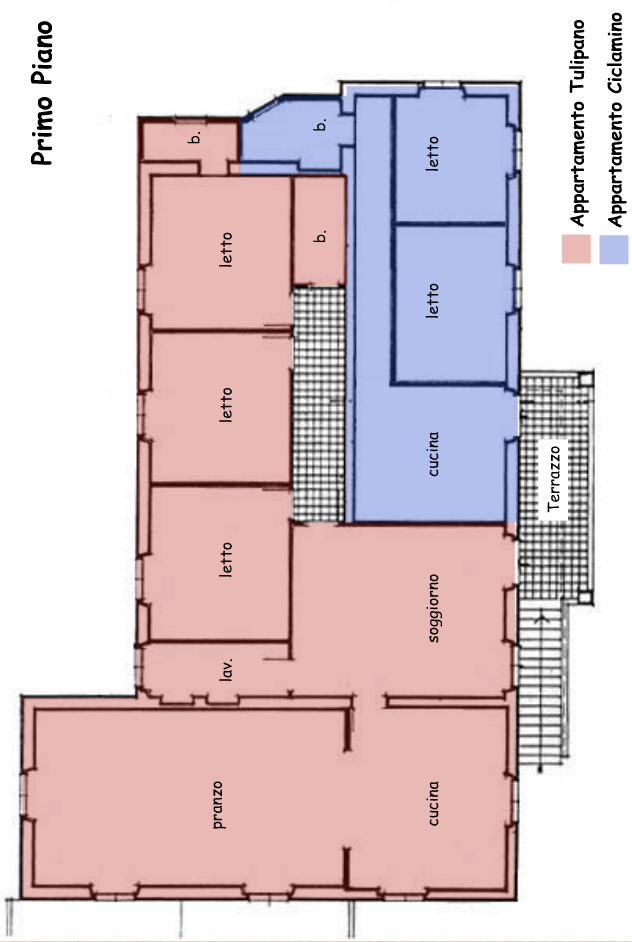 Primo Piano
Appartamento Tulipano
Appartamento Ciclamino
b.
b.
letto
letto
b.
letto
letto
cucina
letto
Terrazzo
letto
soggiorno
lav.
pranzo
cucina